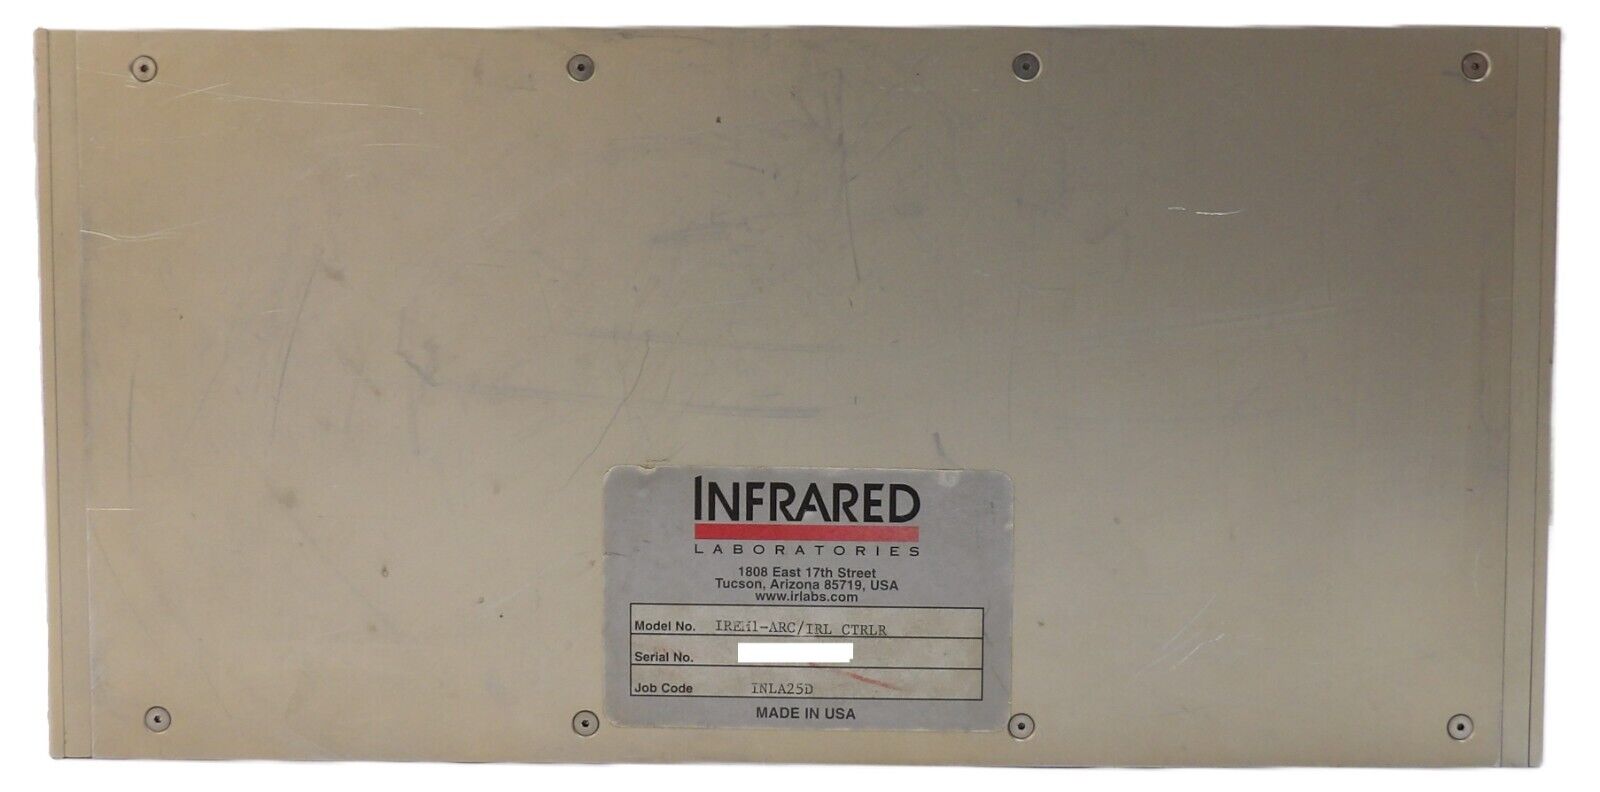 INFRARED
LABORATORIES
1808 East 17th Street
Tucson, Arizona 85719, USA
www.irlabs.com
Model No. IREM1-ARC/IRL CTRLR
Serial No.
Job Code INLA25D
MADE IN USA